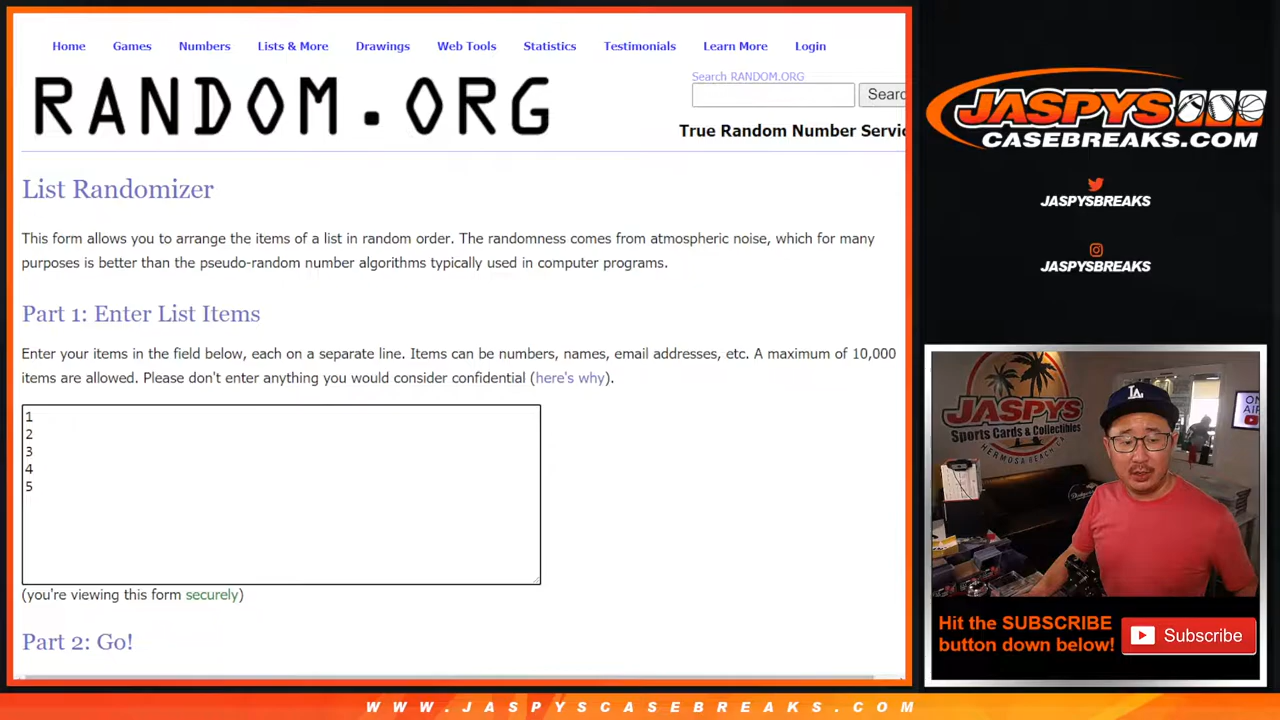 Home Games Numbers Lists & More Drawings Web Tools Statistics Testimonials Learn More Login
RANDOM.ORG
Search RANDOM.ORG
Searc
True Random Number Servic
List Randomizer
This form allows you to arrange the items of a list in random order. The randomness comes from atmospheric noise, which for many
purposes is better than the pseudo-random number algorithms typically used in computer programs.
Part 1: Enter List Items
Enter your items in the field below, each on a separate line. Items can be numbers, names, email addresses, etc. A maximum of 10,000
items are allowed. Please don't enter anything you would consider confidential (here's why).
1
2
3
4
5
(you're viewing this form securely)
Part 2: Go!
JASPYS
CASEBREAKS.COM
JASPYSBREAKS
JASPYSBREAKS
JASPYS
Sports Cards & Collectibles
HERMOSA BEACH CA
LA
ON
AIR
Hit the SUBSCRIBE
button down below!
Subscribe
WWW.JASPYSCASEBREAKS.COM